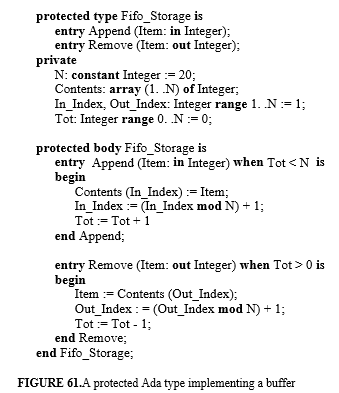 protected type Fifo_Storage is
entry Append (Item: in Integer);
entry Remove (Item: out Integer);
private
N: constant Integer := 20;
Contents: array (1. .N) of Integer;
In_Index, Out_Index: Integer range 1. .N := 1;
Tot: Integer range 0. .N := 0;
protected body Fifo_Storage is
entry Append (Item: in Integer) when Tot < N is
begin
Contents (In_Index) := Item;
In_Index := (In_Index mod N) + 1;
Tot := Tot + 1
end Append;
entry Remove (Item: out Integer) when Tot > 0 is
begin
Item := Contents (Out_Index);
Out_Index : = (Out_Index mod N) + 1;
Tot := Tot - 1;
end Remove;
end Fifo_Storage;
FIGURE 61.A protected Ada type implementing a buffer